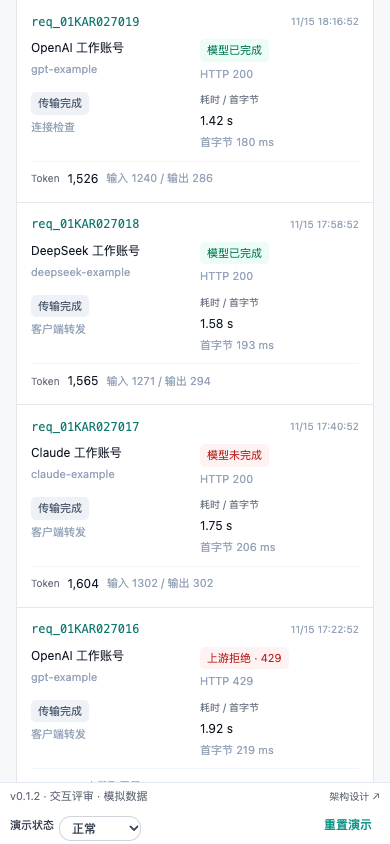 req_01KAR027019 11/15 18:16:52
OpenAI 工作账号 模型已完成
gpt-example HTTP 200
传输完成 耗时 / 首字节
连接检查 1.42 s
首字节 180 ms
Token 1,526 输入 1240 / 输出 286
req_01KAR027018 11/15 17:58:52
DeepSeek 工作账号 模型已完成
deepseek-example HTTP 200
传输完成 耗时 / 首字节
客户端转发 1.58 s
首字节 193 ms
Token 1,565 输入 1271 / 输出 294
req_01KAR027017 11/15 17:40:52
Claude 工作账号 模型未完成
claude-example HTTP 200
传输完成 耗时 / 首字节
客户端转发 1.75 s
首字节 206 ms
Token 1,604 输入 1302 / 输出 302
req_01KAR027016 11/15 17:22:52
OpenAI 工作账号 上游拒绝 · 429
gpt-example HTTP 429
传输完成 耗时 / 首字节
客户端转发 1.92 s
首字节 219 ms
v0.1.2 · 交互评审 · 模拟数据 架构设计 ↗
演示状态 正常 重置演示